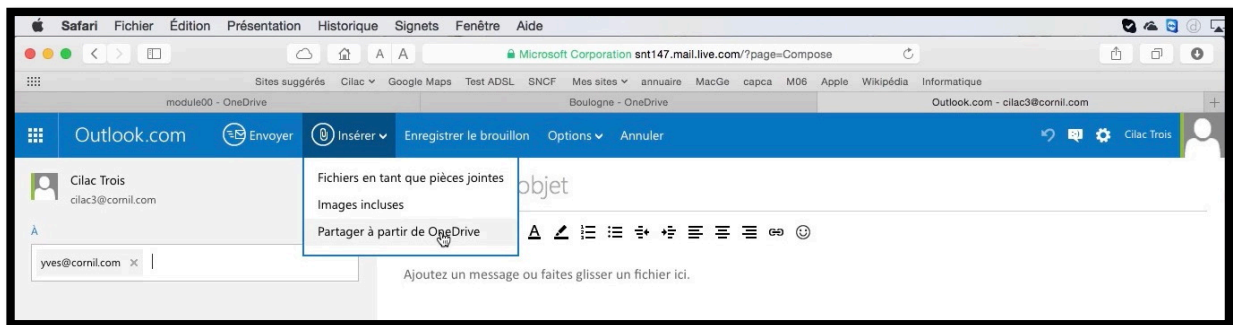 Safari Fichier Édition Présentation Historique Signets Fenêtre Aide
A A Microsoft Corporation snt147.mail.live.com/?page=Compose
Sites suggérés Cilac Google Maps Test ADSL SNCF Mes sites annuaire MacGe capca M06 Apple Wikipédia Informatique
module00 - OneDrive Boulogne - OneDrive Outlook.com - cilac3@cornil.com
Outlook.com Envoyer Insérer Enregistrer le brouillon Options Annuler Cilac Trois
Cilac Trois
cilac3@cornil.com
Fichiers en tant que pièces jointes
Images incluses
Partager à partir de OneDrive
objet
À
A
yves@cornil.com
Ajoutez un message ou faites glisser un fichier ici.